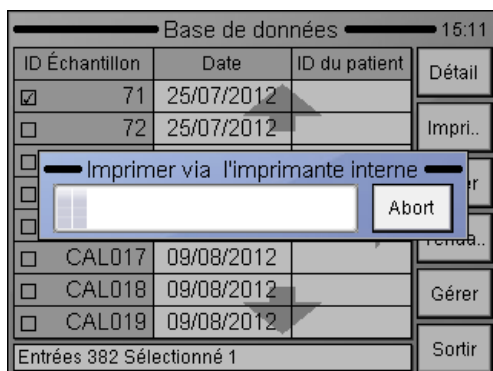 Base de données 15:11
ID Échantillon Date ID du patient Détail
71 25/07/2012
72 25/07/2012 Impri..
Imprimer via l'imprimante interne
Abort
CAL017 09/08/2012
CAL018 09/08/2012 Gérer
CAL019 09/08/2012
Entrées 382 Sélectionné 1 Sortir